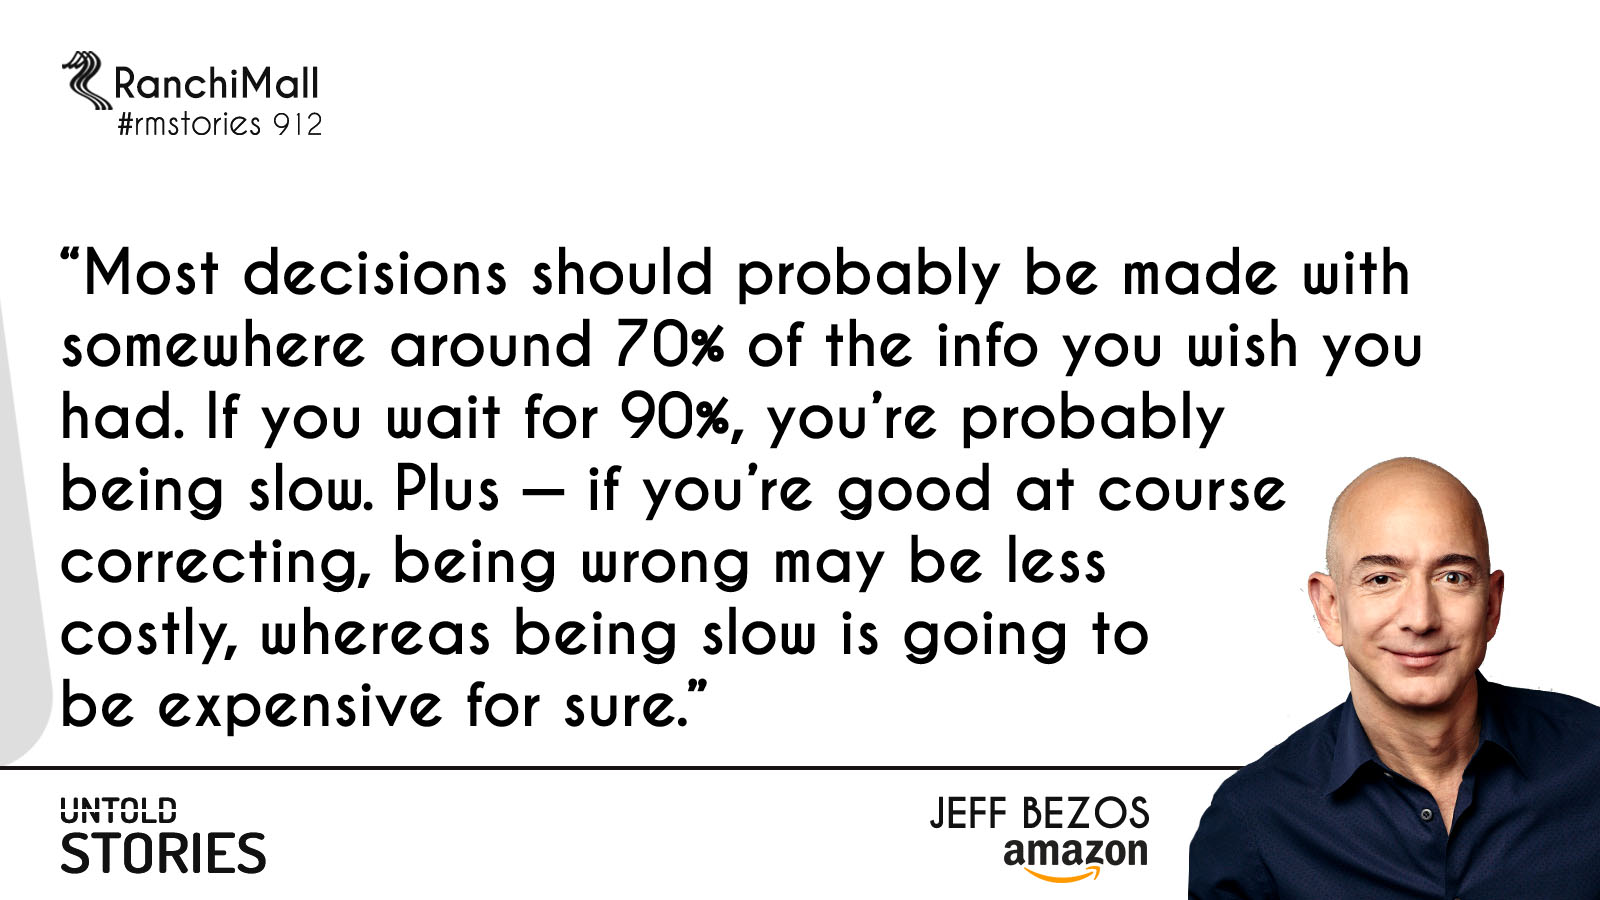 RanchiMall
#rmstories 912
“Most decisions should probably be made with
somewhere around 70% of the info you wish you
had. If you wait for 90%, you’re probably
being slow. Plus – if you’re good at course
correcting, being wrong may be less
costly, whereas being slow is going to
be expensive for sure.”
UNTOLD
STORIES
JEFF BEZOS
amazon